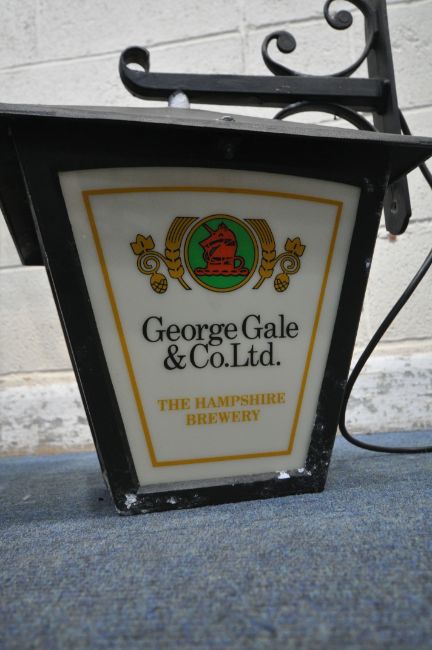 George Gale
& Co. Ltd.
THE HAMPSHIRE
BREWERY